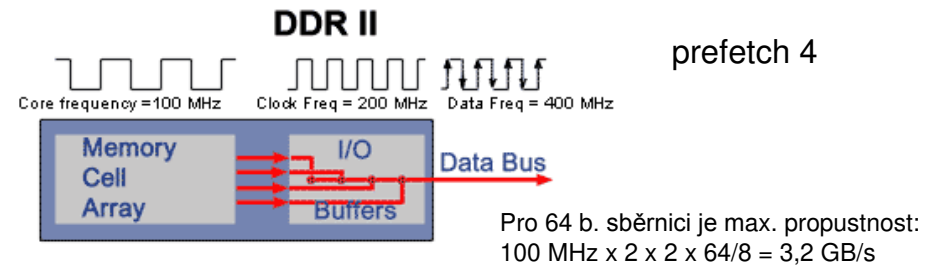 DDR II
prefetch 4
Core frequency =100 MHz Clock Freq = 200 MHz Data Freq = 400 MHz
Memory
Cell
Array
I/O
Buffers
Data Bus
Pro 64 b. sběrnici je max. propustnost:
100 MHz x 2 x 2 x 64/8 = 3,2 GB/s